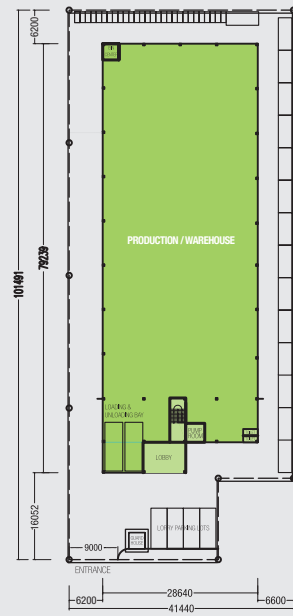 6200
PRODUCTION / WAREHOUSE
101491
79239
LOADING &
UNLOADING BAY
PUMP
ROOM
LOBBY
16052
GUARD
HOUSE
LORRY PARKING LOTS
9000
ENTRANCE
28640
6200
6600
41440